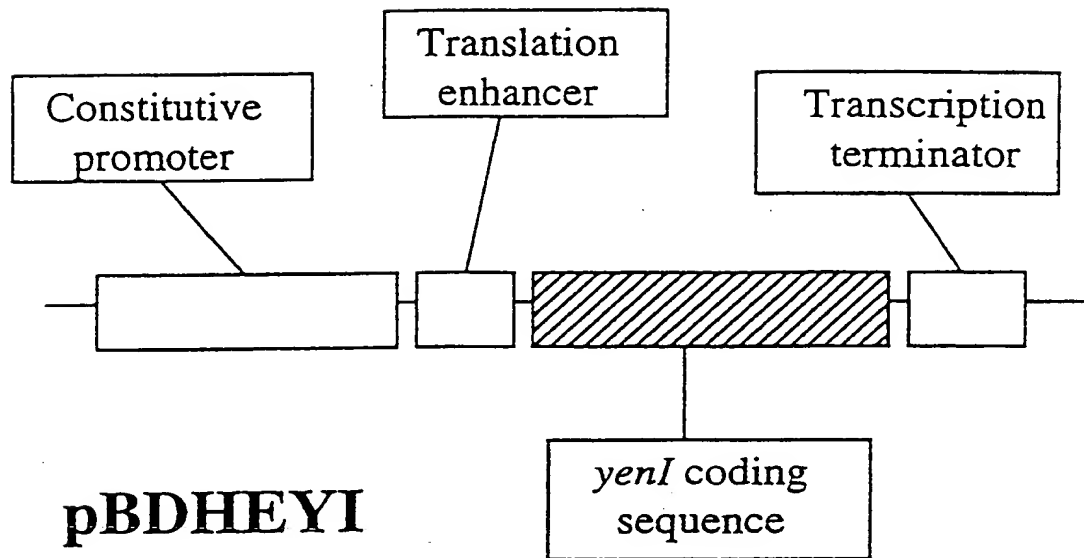 Translation
enhancer
Constitutive
promoter
Transcription
terminator
yenI coding
sequence
pBDHEYI